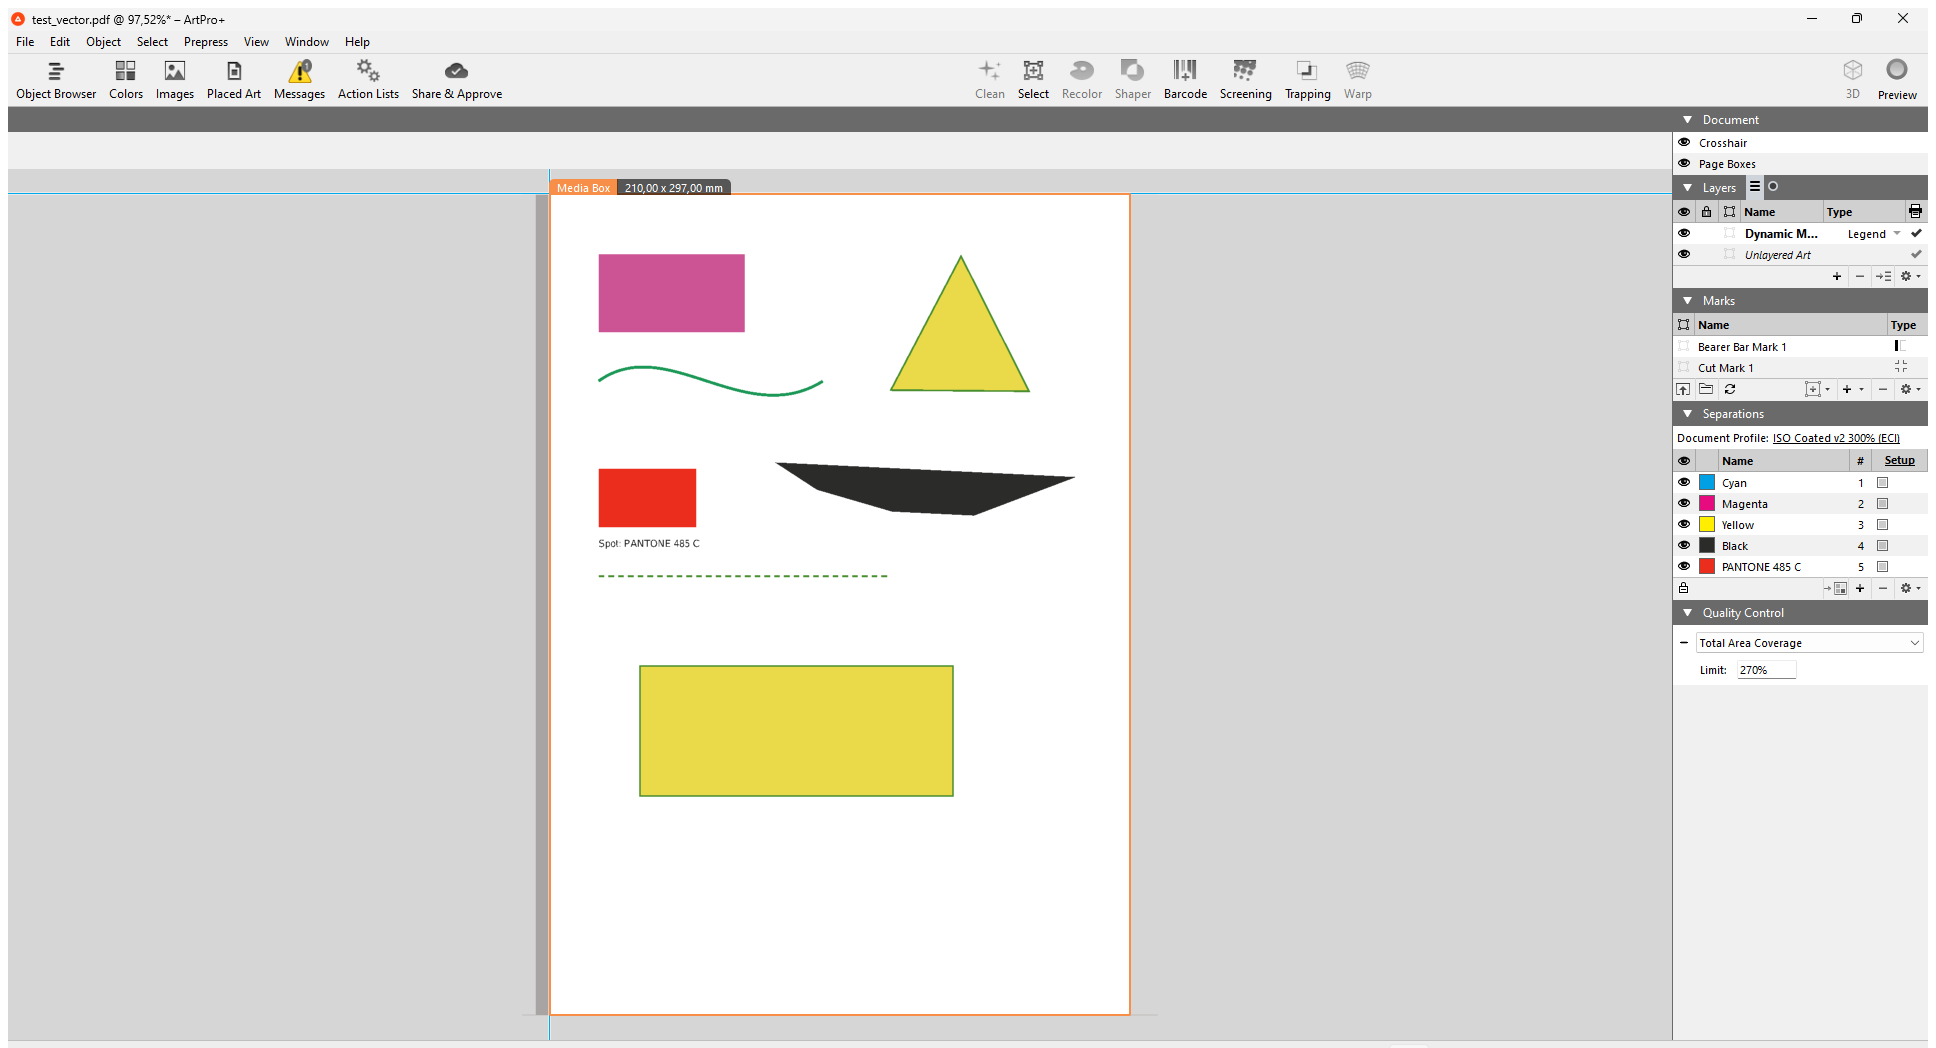 test_vector.pdf @ 97,52%* – ArtPro+
File Edit Object Select Prepress View Window Help
Object Browser Colors Images Placed Art Messages Action Lists Share & Approve Clean Select Recolor Shaper Barcode Screening Trapping Warp 3D Preview
Document
Crosshair
Page Boxes
Media Box 210,00 x 297,00 mm
Layers
Name Type
Dynamic M... Legend
Unlayered Art
Marks
Name Type
Bearer Bar Mark 1
Cut Mark 1
Separations
Document Profile: ISO Coated v2 300% (ECI)
Name # Setup
Cyan 1
Magenta 2
Yellow 3
Black 4
PANTONE 485 C 5
Spot: PANTONE 485 C
Quality Control
Total Area Coverage
Limit: 270%